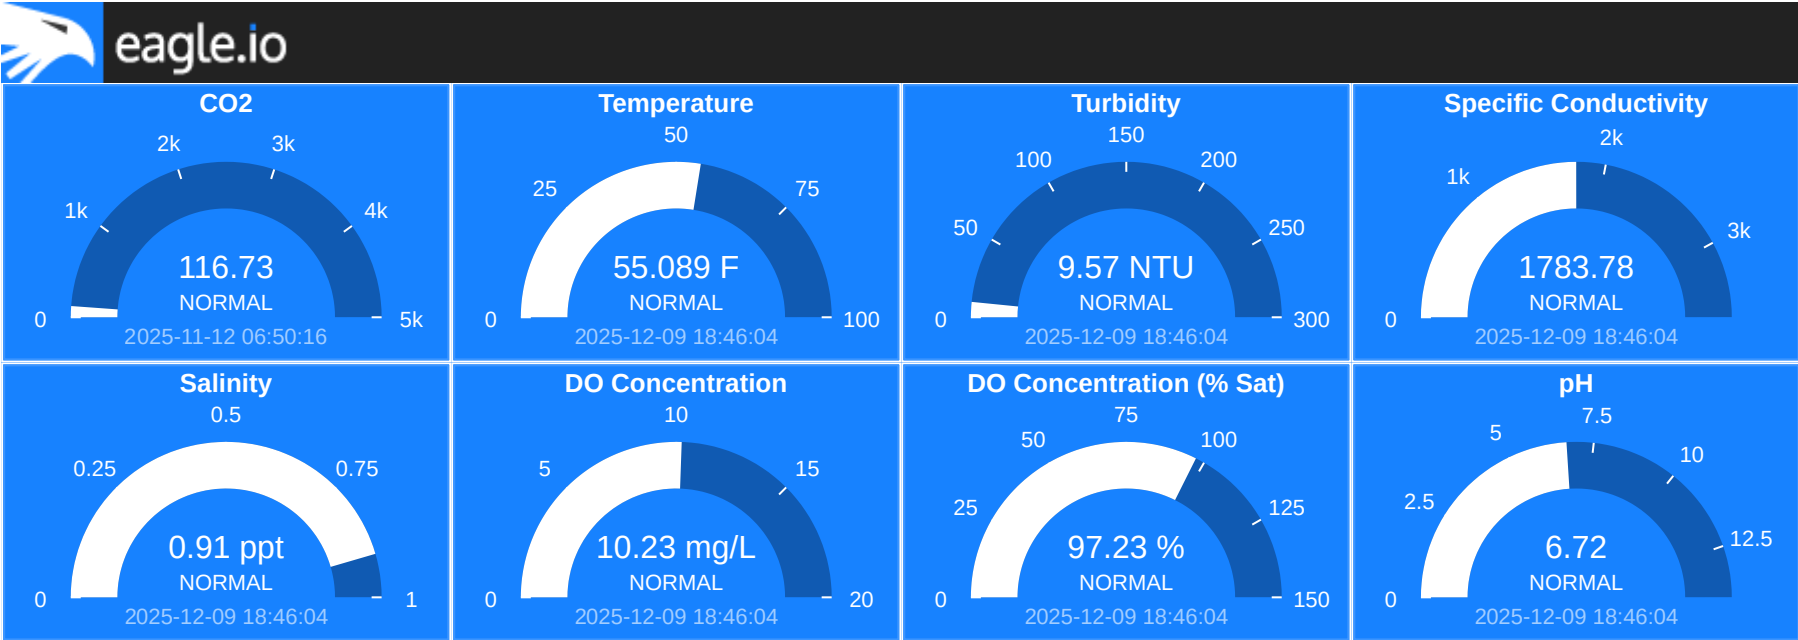 eagle.io
CO2
0
1k
2k
3k
4k
5k
116.73
NORMAL
2025-11-12 06:50:16
Temperature
0
25
50
75
100
55.089 F
NORMAL
2025-12-09 18:46:04
Turbidity
0
50
100
150
200
250
300
9.57 NTU
NORMAL
2025-12-09 18:46:04
Specific Conductivity
0
1k
2k
3k
1783.78
NORMAL
2025-12-09 18:46:04
Salinity
0
0.25
0.5
0.75
1
0.91 ppt
NORMAL
2025-12-09 18:46:04
DO Concentration
0
5
10
15
20
10.23 mg/L
NORMAL
2025-12-09 18:46:04
DO Concentration (% Sat)
0
25
50
75
100
125
150
97.23 %
NORMAL
2025-12-09 18:46:04
pH
0
2.5
5
7.5
10
12.5
6.72
NORMAL
2025-12-09 18:46:04